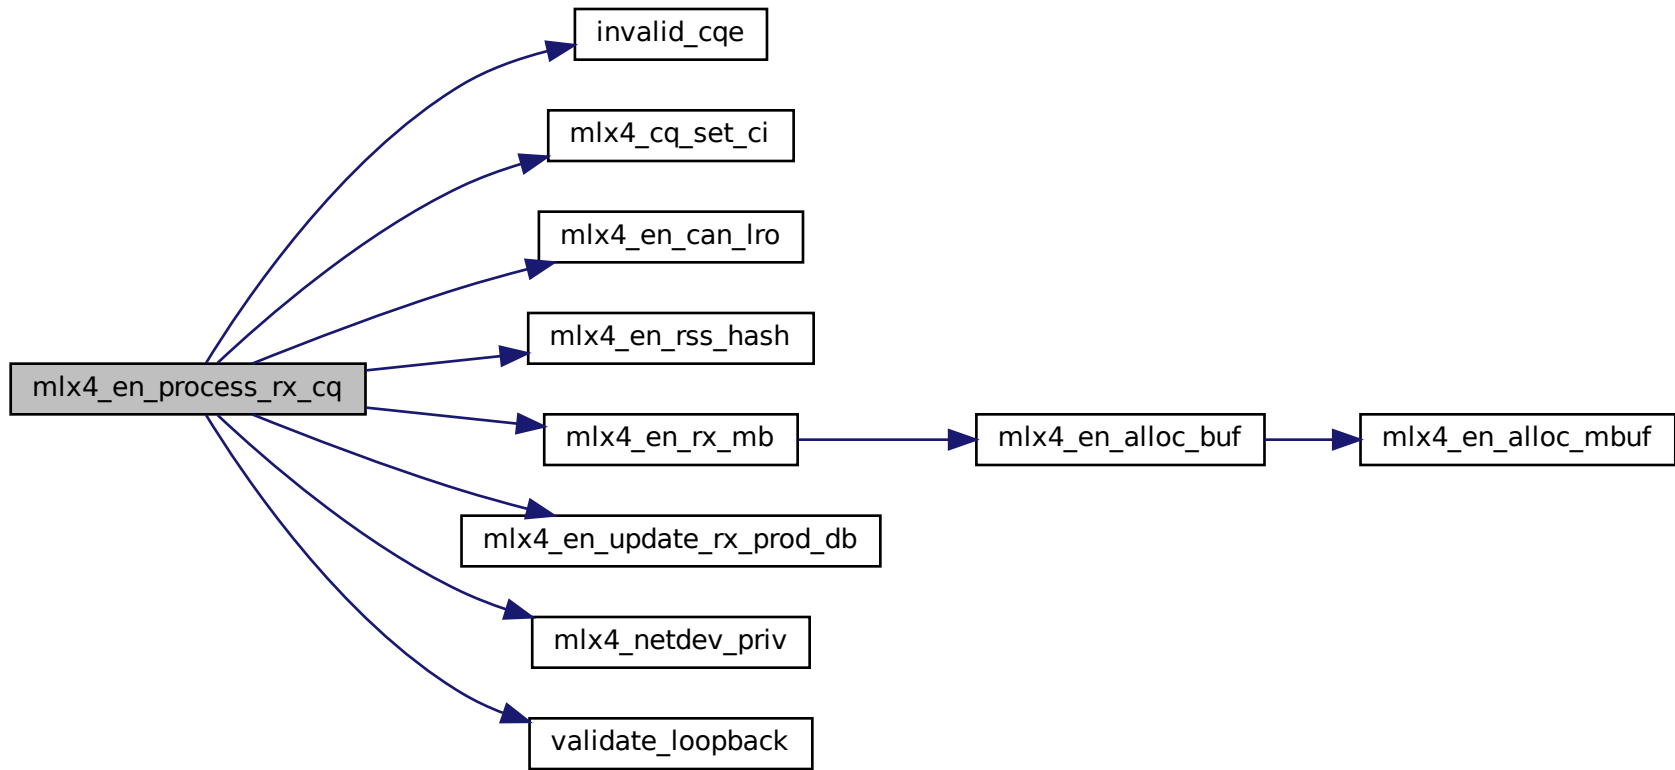 invalid_cqe
mlx4_cq_set_ci
mlx4_en_can_lro
mlx4_en_rss_hash
mlx4_en_process_rx_cq
mlx4_en_rx_mb
mlx4_en_alloc_buf
mlx4_en_alloc_mbuf
mlx4_en_update_rx_prod_db
mlx4_netdev_priv
validate_loopback